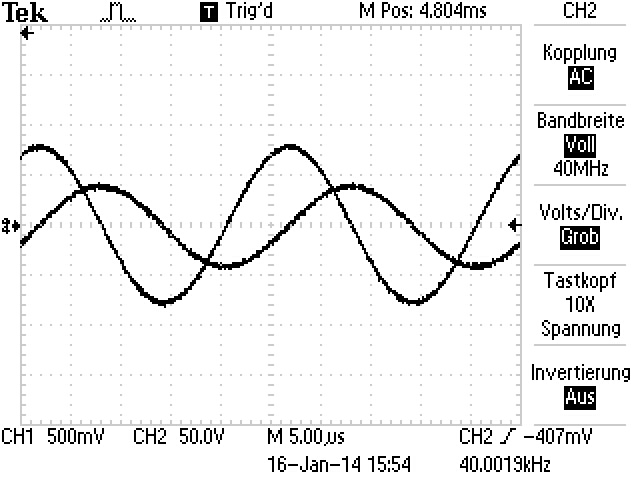 Tek T Trig'd M Pos: 4.804ms CH2
Kopplung
AC
Bandbreite
Voll
40MHz
Volts/Div.
Grob
Tastkopf
10X
Spannung
Invertierung
Aus
CH1 500mV CH2 50.0V M 5.00µs CH2 -407mV
16-Jan-14 15:54 40.0019kHz